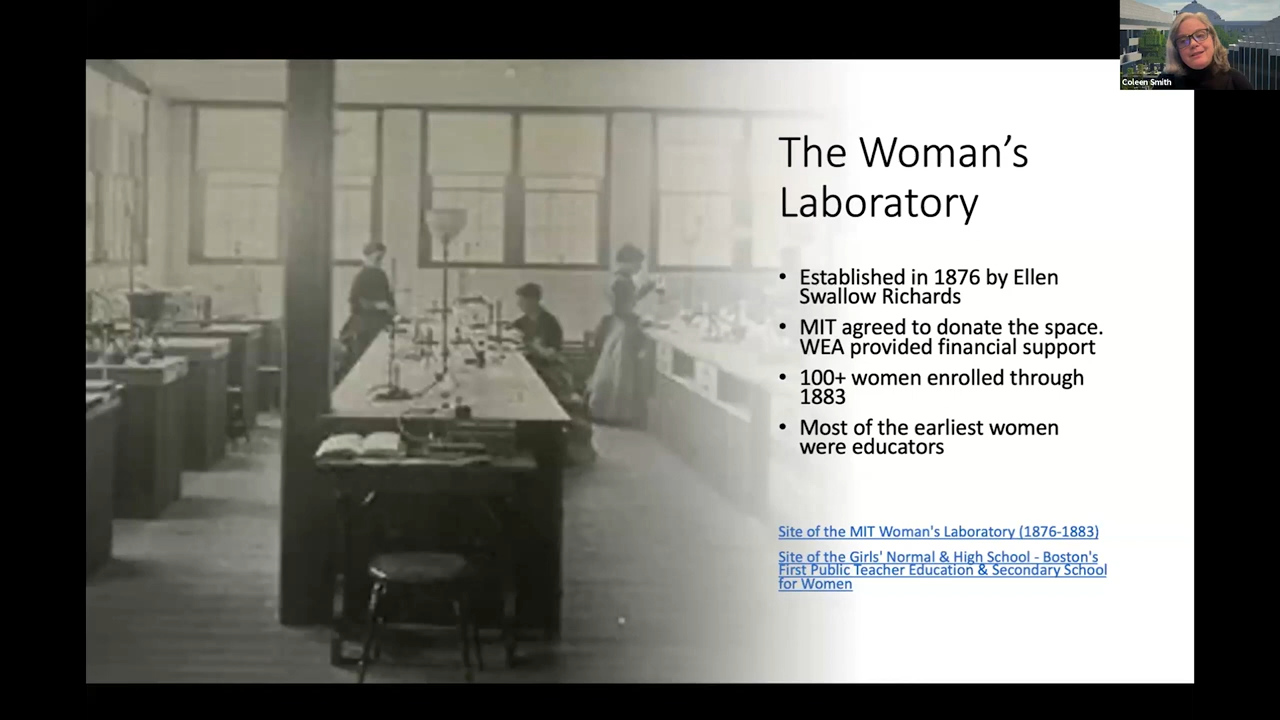 Coleen Smith
The Woman's
Laboratory
• Established in 1876 by Ellen
Swallow Richards
• MIT agreed to donate the space.
WEA provided financial support
• 100+ women enrolled through
1883
• Most of the earliest women
were educators
Site of the MIT Woman's Laboratory (1876-1883)
Site of the Girls' Normal & High School - Boston's
First Public Teacher Education & Secondary School
for Women